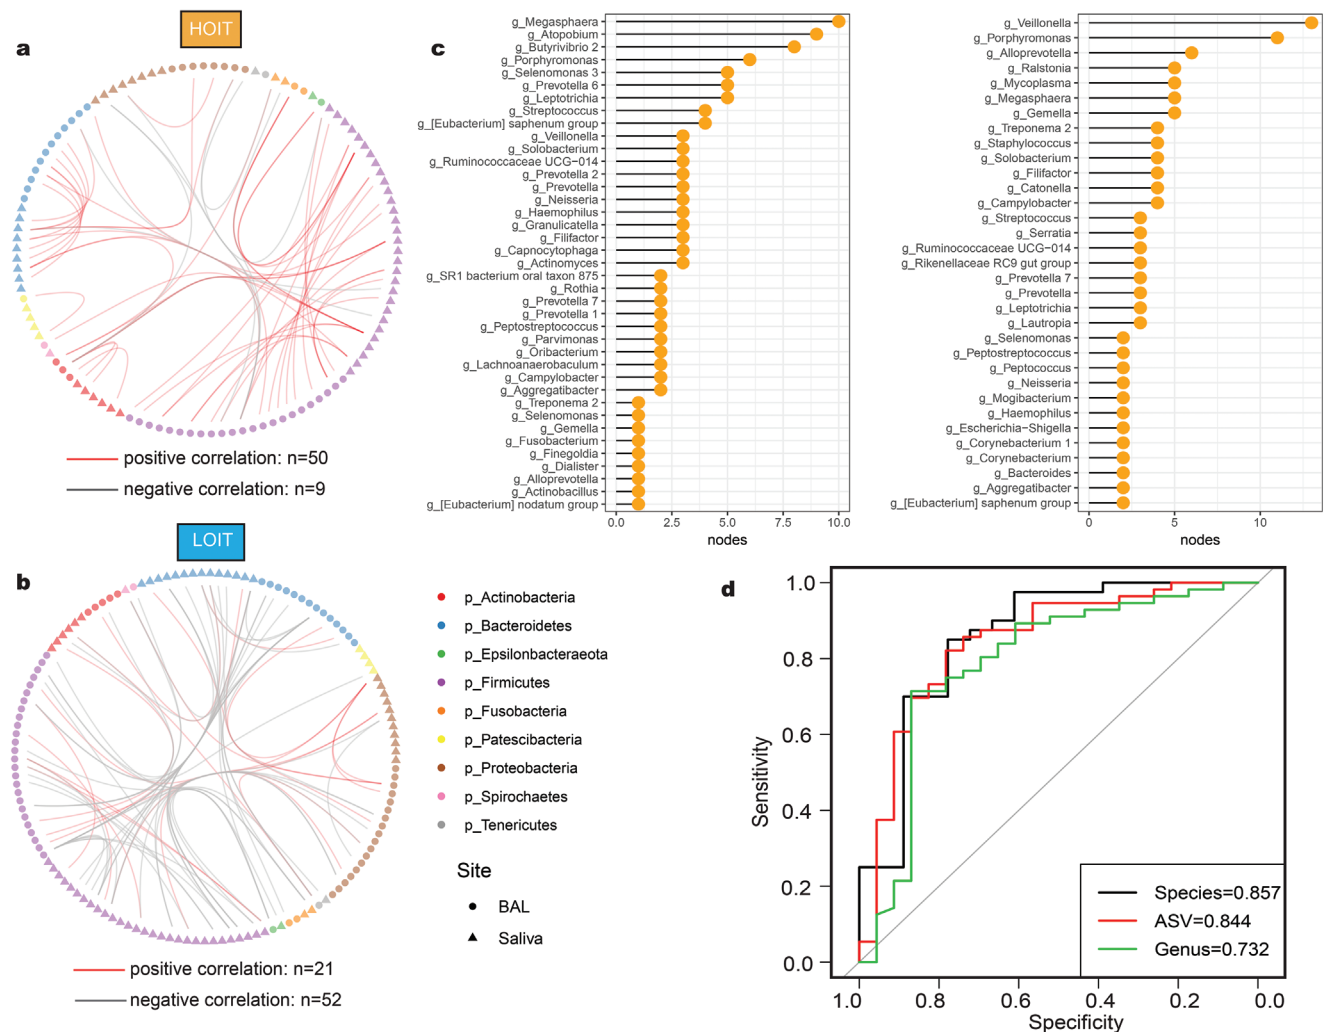 HOIT
a
positive correlation: n=50
negative correlation: n=9
LOIT
b
positive correlation: n=21
negative correlation: n=52
c
g_Megasphaera
g_Atopobium
g_Butyrivibrio 2
g_Porphyromonas
g_Selenomonas 3
g_Prevotella 6
g_Leptotrichia
g_Streptococcus
g_[Eubacterium] saphenum group
g_Veillonella
g_Solobacterium
g_Ruminococcaceae UCG−014
g_Prevotella 2
g_Prevotella
g_Neisseria
g_Haemophilus
g_Granulicatella
g_Filifactor
g_Capnocytophaga
g_Actinomyces
g_SR1 bacterium oral taxon 875
g_Rothia
g_Prevotella 7
g_Prevotella 1
g_Peptostreptococcus
g_Parvimonas
g_Oribacterium
g_Lachnoanaerobaculum
g_Campylobacter
g_Aggregatibacter
g_Treponema 2
g_Selenomonas
g_Gemella
g_Fusobacterium
g_Finegoldia
g_Dialister
g_Alloprevotella
g_Actinobacillus
g_[Eubacterium] nodatum group
0.0 2.5 5.0 7.5 10.0
nodes
g_Veillonella
g_Porphyromonas
g_Alloprevotella
g_Ralstonia
g_Mycoplasma
g_Megasphaera
g_Gemella
g_Treponema 2
g_Staphylococcus
g_Solobacterium
g_Filifactor
g_Catonella
g_Campylobacter
g_Streptococcus
g_Serratia
g_Ruminococcaceae UCG−014
g_Rikenellaceae RC9 gut group
g_Prevotella 7
g_Prevotella
g_Leptotrichia
g_Lautropia
g_Selenomonas
g_Peptostreptococcus
g_Peptococcus
g_Neisseria
g_Mogibacterium
g_Haemophilus
g_Escherichia−Shigella
g_Corynebacterium 1
g_Corynebacterium
g_Bacteroides
g_Aggregatibacter
g_[Eubacterium] saphenum group
0 5 10
nodes
p_Actinobacteria
p_Bacteroidetes
p_Epsilonbacteraeota
p_Firmicutes
p_Fusobacteria
p_Patescibacteria
p_Proteobacteria
p_Spirochaetes
p_Tenericutes
Site
BAL
Saliva
d
Sensitivity
1.0
0.8
0.6
0.4
0.2
0.0
Species=0.857
ASV=0.844
Genus=0.732
1.0 0.8 0.6 0.4 0.2 0.0
Specificity